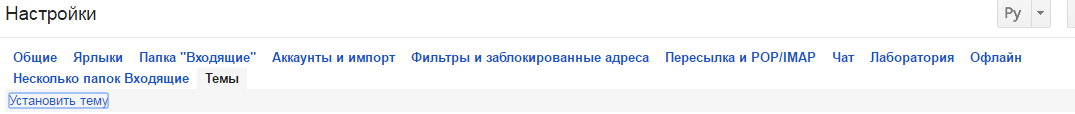 Настройки Ру
Общие Ярлыки Папка "Входящие" Аккаунты и импорт Фильтры и заблокированные адреса Пересылка и POP/IMAP Чат Лаборатория Офлайн
Несколько папок Входящие Темы
Установить тему